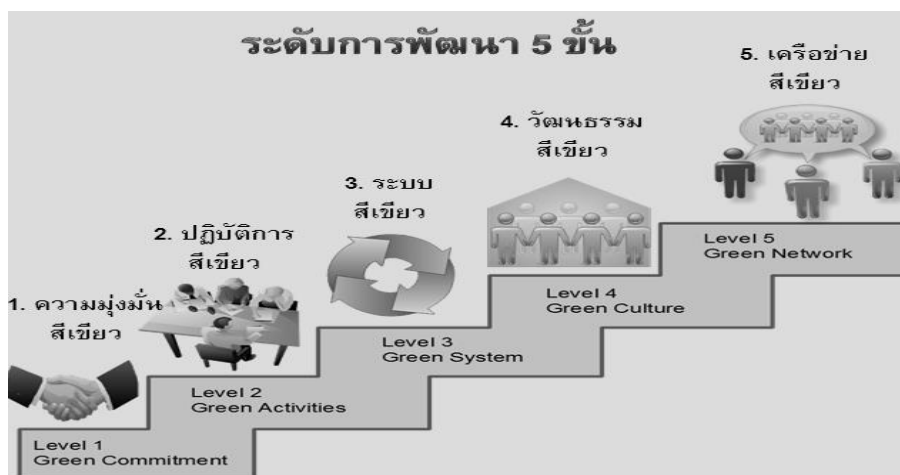 ระดับการพัฒนา 5 ขั้น
1. ความมุ่งมั่น
สีเขียว
Level 1
Green Commitment
2. ปฏิบัติการ
สีเขียว
Level 2
Green Activities
3. ระบบ
สีเขียว
Level 3
Green System
4. วัฒนธรรม
สีเขียว
Level 4
Green Culture
5. เครือข่าย
สีเขียว
Level 5
Green Network